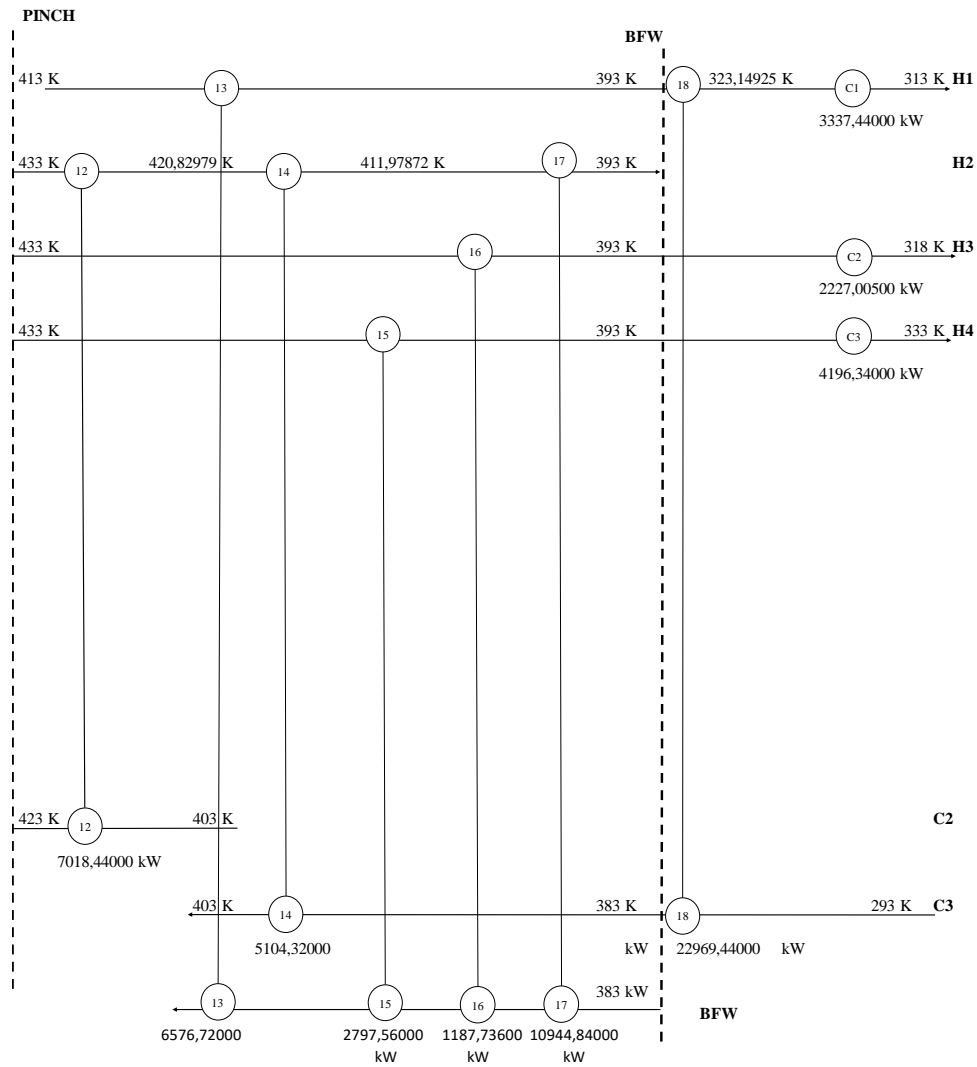 PINCH
BFW
413 K 13 393 K 18 323,14925 K C1 313 K H1
3337,44000 kW
433 K 12 420,82979 K 14 411,97872 K 17 393 K H2
433 K 16 393 K C2 318 K H3
2227,00500 kW
433 K 15 393 K C3 333 K H4
4196,34000 kW
423 K 12 403 K C2
7018,44000 kW
403 K 14 383 K 18 293 K C3
5104,32000 kW 22969,44000 kW
13 15 16 17 383 kW BFW
6576,72000 2797,56000 1187,73600 10944,84000
kW kW kW